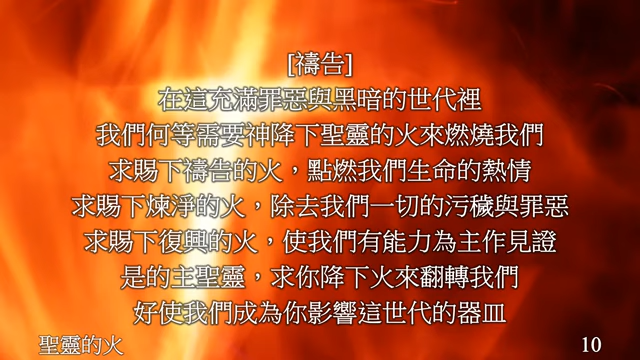 [禱告]
在這充滿罪惡與黑暗的世代裡
我們何等需要神降下聖靈的火來燃燒我們
求賜下禱告的火，點燃我們生命的熱情
求賜下煉淨的火，除去我們一切的污穢與罪惡
求賜下復興的火，使我們有能力為主作見證
是的主聖靈，求你降下火來翻轉我們
好使我們成為你影響這世代的器皿
聖靈的火
10